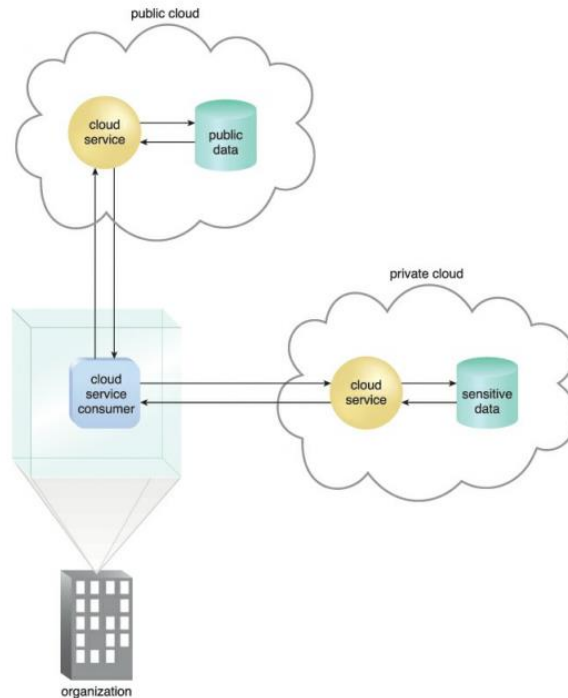 public cloud
cloud
service
public
data
private cloud
cloud
service
consumer
cloud
service
sensitive
data
organization